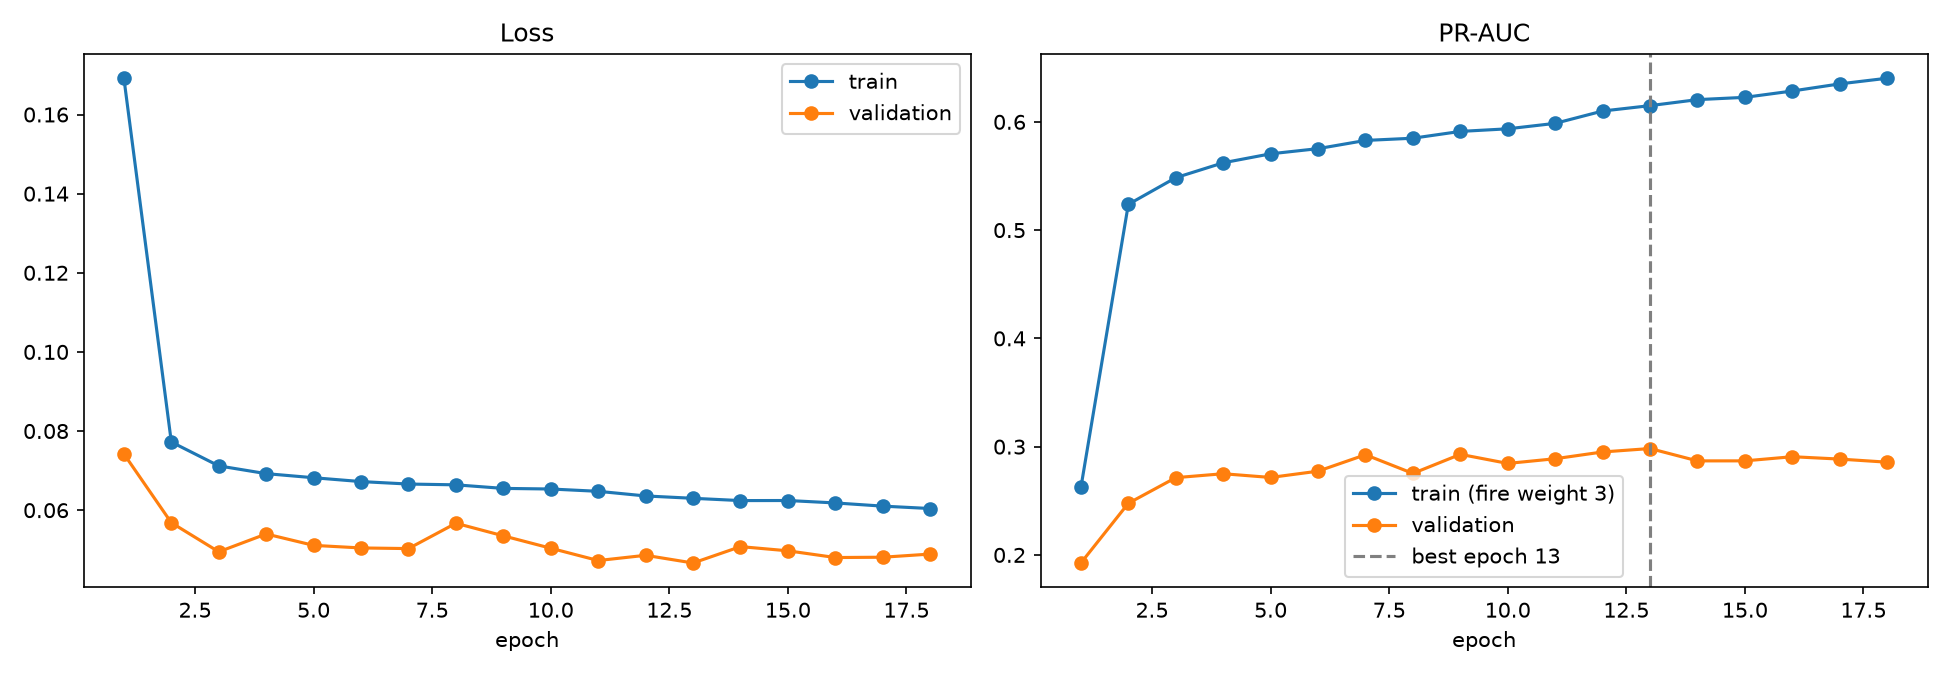 Loss
train
validation
0.16
0.14
0.12
0.10
0.08
0.06
2.5 5.0 7.5 10.0 12.5 15.0 17.5
epoch
PR-AUC
0.6
0.5
0.4
0.3
0.2
train (fire weight 3)
validation
best epoch 13
2.5 5.0 7.5 10.0 12.5 15.0 17.5
epoch